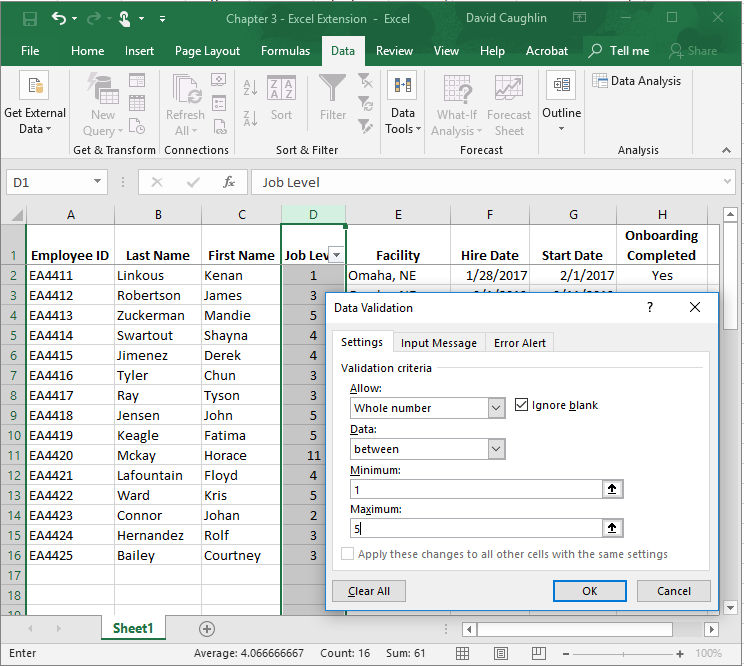 Chapter 3 - Excel Extension - Excel David Caughlin
File Home Insert Page Layout Formulas Data Review View Help Acrobat Tell me Share
Get External Data
New Query
Get & Transform
Refresh All
Connections
A Z
Z A
Z A A Z
Sort
Filter
Sort & Filter
Data Tools
What-If Analysis
Forecast Sheet
Forecast
Outline
Data Analysis
Analysis
D1 fx Job Level
A B C D E F G H
1 Employee ID Last Name First Name Job Lev Facility Hire Date Start Date Onboarding Completed
2 EA4411 Linkous Kenan 1 Omaha, NE 1/28/2017 2/1/2017 Yes
3 EA4412 Robertson James 3
4 EA4413 Zuckerman Mandie 5
5 EA4414 Swartout Shayna 4
6 EA4415 Jimenez Derek 4
7 EA4416 Tyler Chun 3
8 EA4417 Ray Tyson 3
9 EA4418 Jensen John 5
10 EA4419 Keagle Fatima 5
11 EA4420 Mckay Horace 11
12 EA4421 Lafountain Floyd 4
13 EA4422 Ward Kris 5
14 EA4423 Connor Johan 2
15 EA4424 Hernandez Rolf 3
16 EA4425 Bailey Courtney 3
17
18
Data Validation ?
Settings Input Message Error Alert
Validation criteria
Allow:
Whole number Ignore blank
Data:
between
Minimum:
1
Maximum:
5
Apply these changes to all other cells with the same settings
Clear All OK Cancel
Sheet1
Enter Average: 4.066666667 Count: 16 Sum: 61 100%